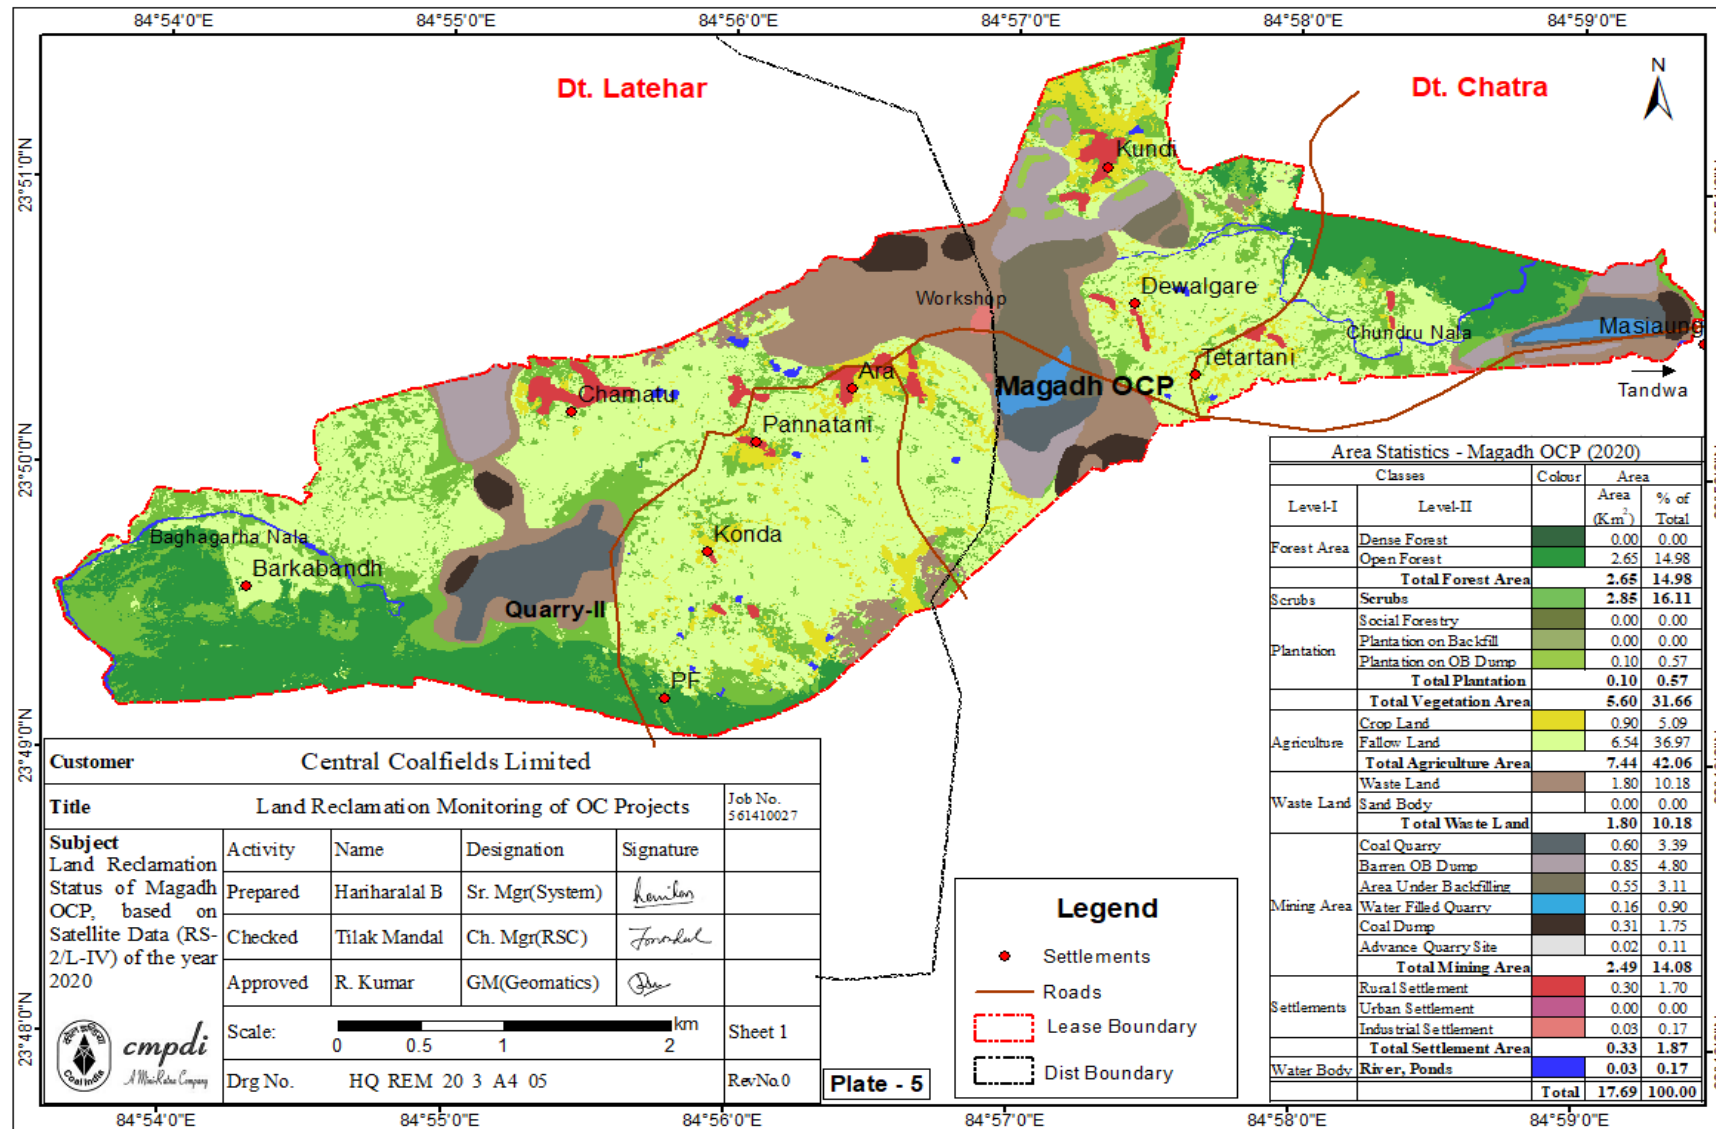 84°54'0"E 84°55'0"E 84°56'0"E 84°57'0"E 84°58'0"E 84°59'0"E
Dt. Latehar
Dt. Chatra
N
23°51'0"N
Kundi
Dewalgare
Workshop
Chundru Nala
Masiaung
Tetartani
Tandwa
Ara
Magadh OCP
Chamatu
Pannatani
23°50'0"N
Konda
Baghagarha Nala
Barkabandh
Quarry-II
PF
23°49'0"N
23°48'0"N
Customer Central Coalfields Limited
Title Land Reclamation Monitoring of OC Projects Job No.
561410027
Subject
Land Reclamation
Status of Magadh
OCP, based on
Satellite Data (RS-
2/L-IV) of the year
2020
Activity Name Designation Signature
Prepared Hariharalal B Sr. Mgr(System)
Checked Tilak Mandal Ch. Mgr(RSC)
Approved R. Kumar GM(Geomatics)
Scale: 0 0.5 1 2 km Sheet 1
Drg No. HQ REM 20 3 A4 05 RevNo.0
Coal India
cmpdi
A Mini Ratna Company
Plate - 5
Legend
Settlements
Roads
Lease Boundary
Dist Boundary
Area Statistics - Magadh OCP (2020)
Classes Colour Area
Level-I Level-II Area (Km²) % of Total
Forest Area Dense Forest 0.00 0.00
Open Forest 2.65 14.98
Total Forest Area 2.65 14.98
Scrubs Scrubs 2.85 16.11
Plantation Social Forestry 0.00 0.00
Plantation on Backfill 0.00 0.00
Plantation on OB Dump 0.10 0.57
Total Plantation 0.10 0.57
Total Vegetation Area 5.60 31.66
Agriculture Crop Land 0.90 5.09
Fallow Land 6.54 36.97
Total Agriculture Area 7.44 42.06
Waste Land Waste Land 1.80 10.18
Sand Body 0.00 0.00
Total Waste Land 1.80 10.18
Mining Area Coal Quarry 0.60 3.39
Barren OB Dump 0.85 4.80
Area Under Backfilling 0.55 3.11
Water Filled Quarry 0.16 0.90
Coal Dump 0.31 1.75
Advance Quarry Site 0.02 0.11
Total Mining Area 2.49 14.08
Settlements Rural Settlement 0.30 1.70
Urban Settlement 0.00 0.00
Industrial Settlement 0.03 0.17
Total Settlement Area 0.33 1.87
Water Body River, Ponds 0.03 0.17
Total 17.69 100.00
84°54'0"E 84°55'0"E 84°56'0"E 84°57'0"E 84°58'0"E 84°59'0"E